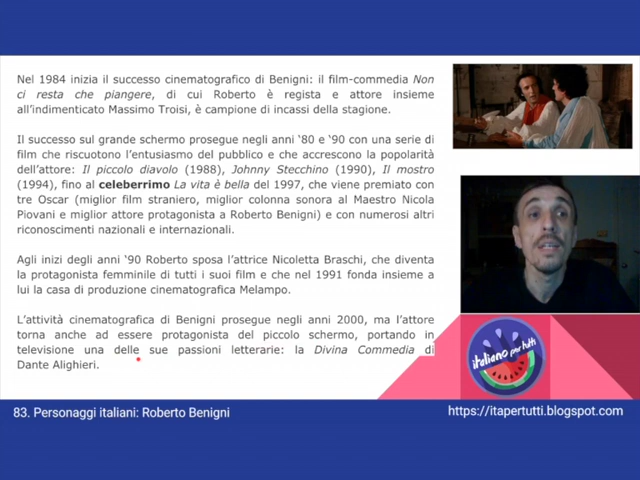 Nel 1984 inizia il successo cinematografico di Benigni: il film-commedia Non
ci resta che piangere, di cui Roberto è regista e attore insieme
all'indimenticato Massimo Troisi, è campione di incassi della stagione.
Il successo sul grande schermo prosegue negli anni '80 e '90 con una serie di
film che riscuotono l'entusiasmo del pubblico e che accrescono la popolarità
dell'attore: Il piccolo diavolo (1988), Johnny Stecchino (1990), Il mostro
(1994), fino al celeberrimo La vita è bella del 1997, che viene premiato con
tre Oscar (miglior film straniero, miglior colonna sonora al Maestro Nicola
Piovani e miglior attore protagonista a Roberto Benigni) e con numerosi altri
riconoscimenti nazionali e internazionali.
Agli inizi degli anni '90 Roberto sposa l'attrice Nicoletta Braschi, che diventa
la protagonista femminile di tutti i suoi film e che nel 1991 fonda insieme a
lui la casa di produzione cinematografica Melampo.
L'attività cinematografica di Benigni prosegue negli anni 2000, ma l'attore
torna anche ad essere protagonista del piccolo schermo, portando in
televisione una delle sue passioni letterarie: la Divina Commedia di
Dante Alighieri.
italiano per tutti
83. Personaggi italiani: Roberto Benigni
https://itapertutti.blogspot.com